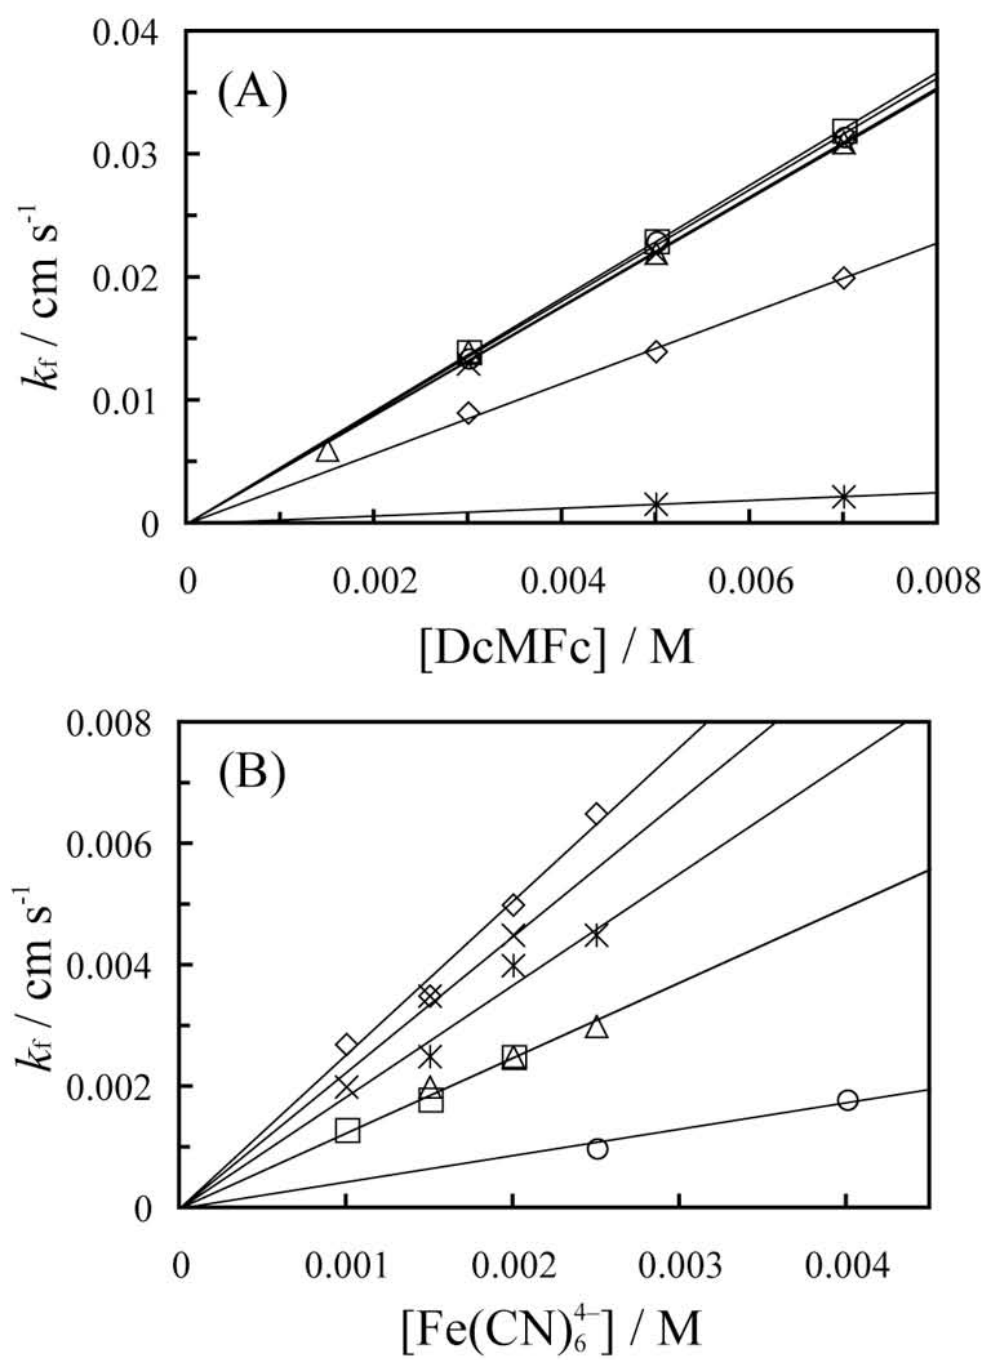 0.04
(A)
0.03
0.02
0.01
0
k_f / cm s^-1
0 0.002 0.004 0.006 0.008
[DcMFc] / M
0.008
(B)
0.006
0.004
0.002
0
k_f / cm s^-1
0 0.001 0.002 0.003 0.004
[Fe(CN)_6^4–] / M